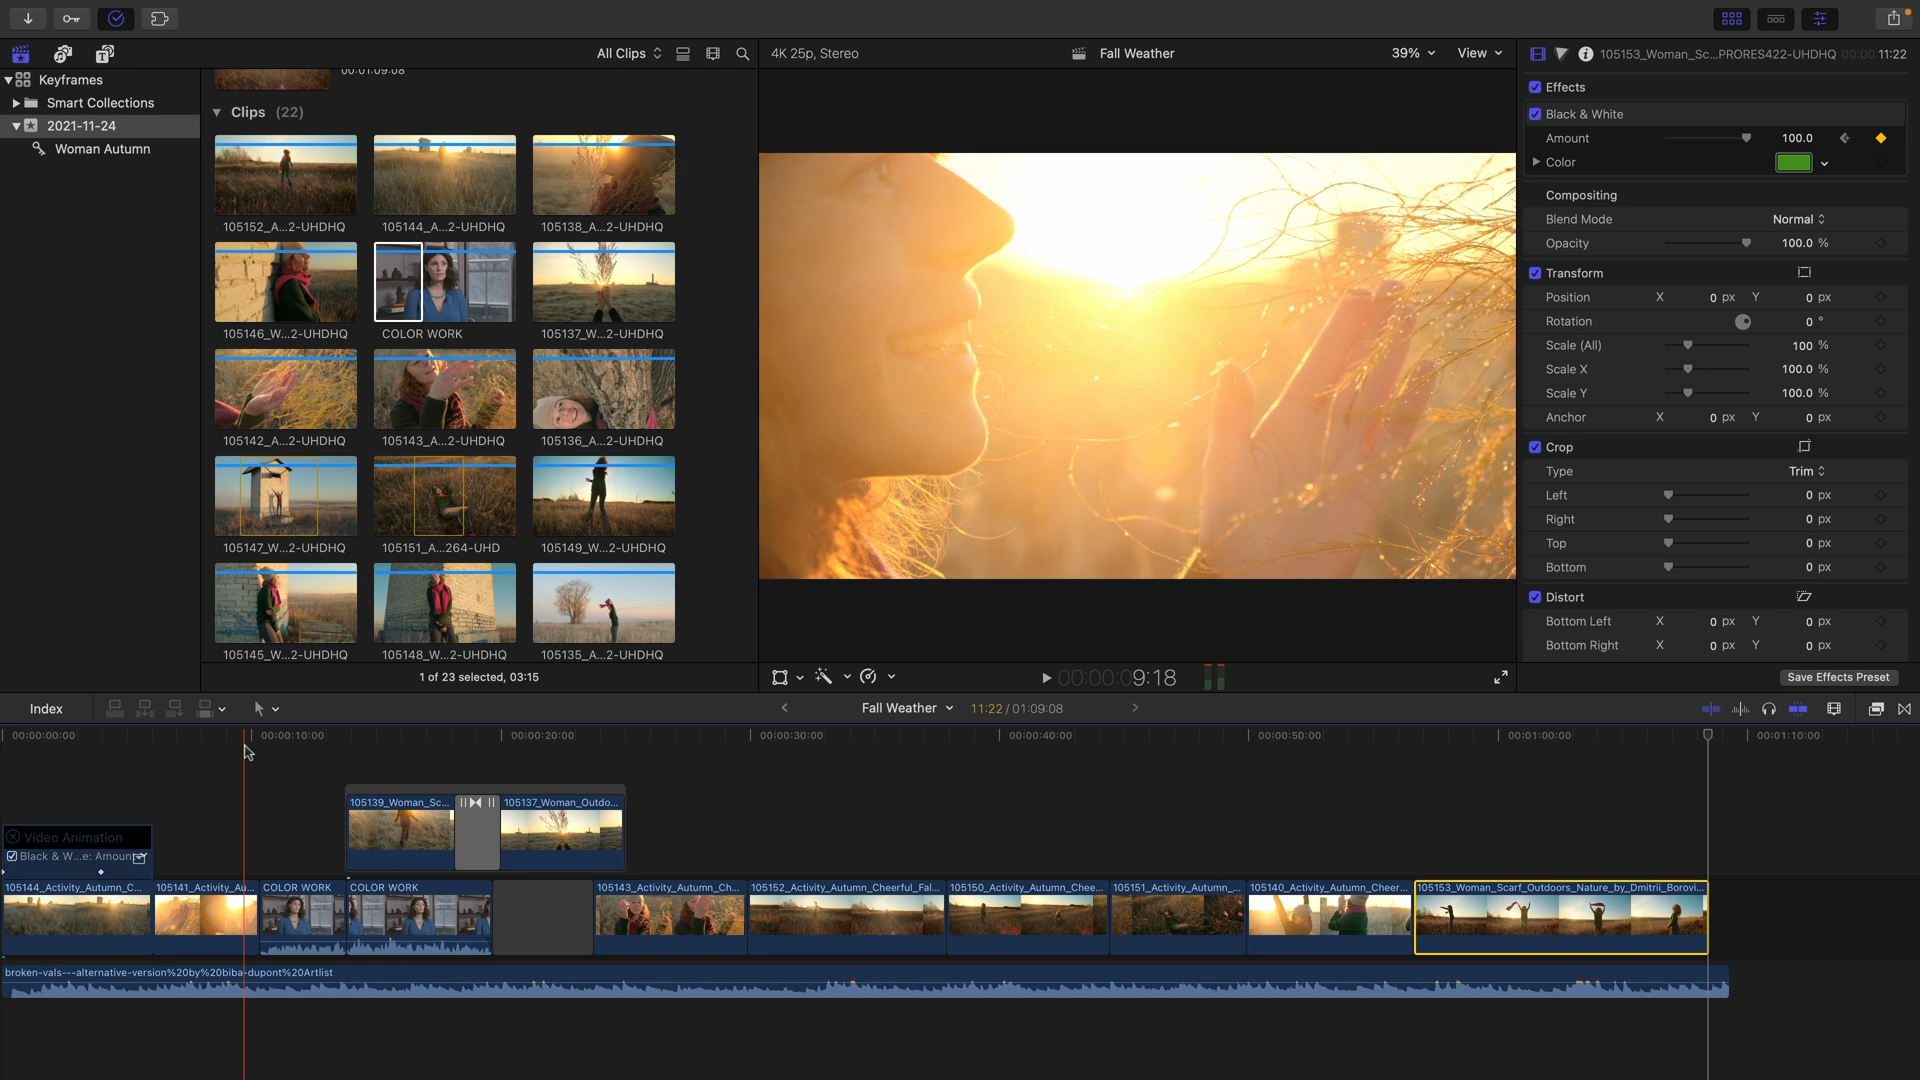 All Clips
4K 25p, Stereo
Fall Weather
39%
View
105153_Woman_Sc...PRORES422-UHDHQ
00:00:11:22
Keyframes
Smart Collections
2021-11-24
Woman Autumn
00:01:09:08
Clips (22)
105152_A...2-UHDHQ
105144_A...2-UHDHQ
105138_A...2-UHDHQ
105146_W...2-UHDHQ
COLOR WORK
105137_W...2-UHDHQ
105142_A...2-UHDHQ
105143_A...2-UHDHQ
105136_A...2-UHDHQ
105147_W...2-UHDHQ
105151_A...264-UHD
105149_W...2-UHDHQ
105145_W...2-UHDHQ
105148_W...2-UHDHQ
105135_A...2-UHDHQ
1 of 23 selected, 03:15
00:00:09:18
Effects
Black & White
Amount 100.0
Color
Compositing
Blend Mode Normal
Opacity 100.0 %
Transform
Position X 0 px Y 0 px
Rotation 0 °
Scale (All) 100 %
Scale X 100.0 %
Scale Y 100.0 %
Anchor X 0 px Y 0 px
Crop
Type Trim
Left 0 px
Right 0 px
Top 0 px
Bottom 0 px
Distort
Bottom Left X 0 px Y 0 px
Bottom Right X 0 px Y 0 px
Save Effects Preset
Index
Fall Weather
11:22 / 01:09:08
00:00:00:00
00:00:10:00
00:00:20:00
00:00:30:00
00:00:40:00
00:00:50:00
00:01:00:00
00:01:10:00
105139_Woman_Sc...
105137_Woman_Outdo...
Video Animation
Black & W...e: Amount
105144_Activity_Autumn_C...
105141_Activity_Au...
COLOR WORK
COLOR WORK
105143_Activity_Autumn_Ch...
105152_Activity_Autumn_Cheerful_Fal...
105150_Activity_Autumn_Chee...
105151_Activity_Autumn_...
105140_Activity_Autumn_Cheer...
105153_Woman_Scarf_Outdoors_Nature_by_Dmitrii_Borovi...
broken-vals---alternative-version%20by%20biba-dupont%20Artlist